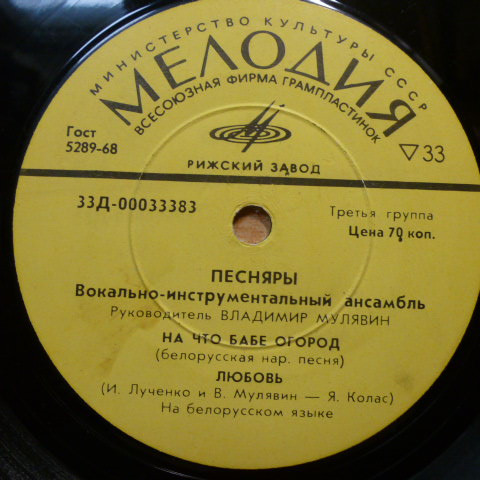 МИНИСТЕРСТВО КУЛЬТУРЫ СССР
МЕЛОДИЯ
ВСЕСОЮЗНАЯ ФИРМА ГРАМПЛАСТИНОК
Гост
5289-68
▽33
РИЖСКИЙ ЗАВОД
33Д-00033383
Третья группа
Цена 70 коп.
ПЕСНЯРЫ
Вокально-инструментальный ансамбль
Руководитель ВЛАДИМИР МУЛЯВИН
НА ЧТО БАБЕ ОГОРОД
(белорусская нар. песня)
ЛЮБОВЬ
(И. Лученко и В. Мулявин — Я. Колас)
На белорусском языке